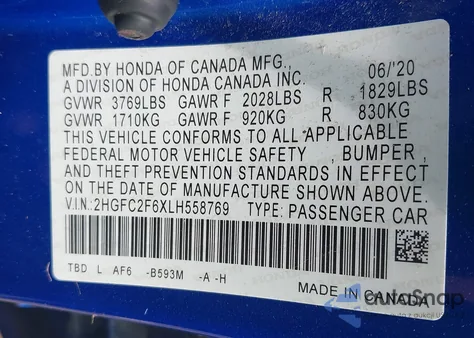 MFD.BY HONDA OF CANADA MFG., 06/'20
A DIVISION OF HONDA CANADA INC.
GVWR 3769LBS GAWR F 2028LBS R 1829LBS
GVWR 1710KG GAWR F 920KG R 830KG
THIS VEHICLE CONFORMS TO ALL APPLICABLE
FEDERAL MOTOR VEHICLE SAFETY , BUMPER ,
AND THEFT PREVENTION STANDARDS IN EFFECT
ON DATE OF MANUFACTURE SHOWN ABOVE.
V.I.N.:2HGFC2F6XLH558769 TYPE: PASSENGER CAR
TBD L AF6 -B593M -A -H
MADE IN CANADA
autoSnap